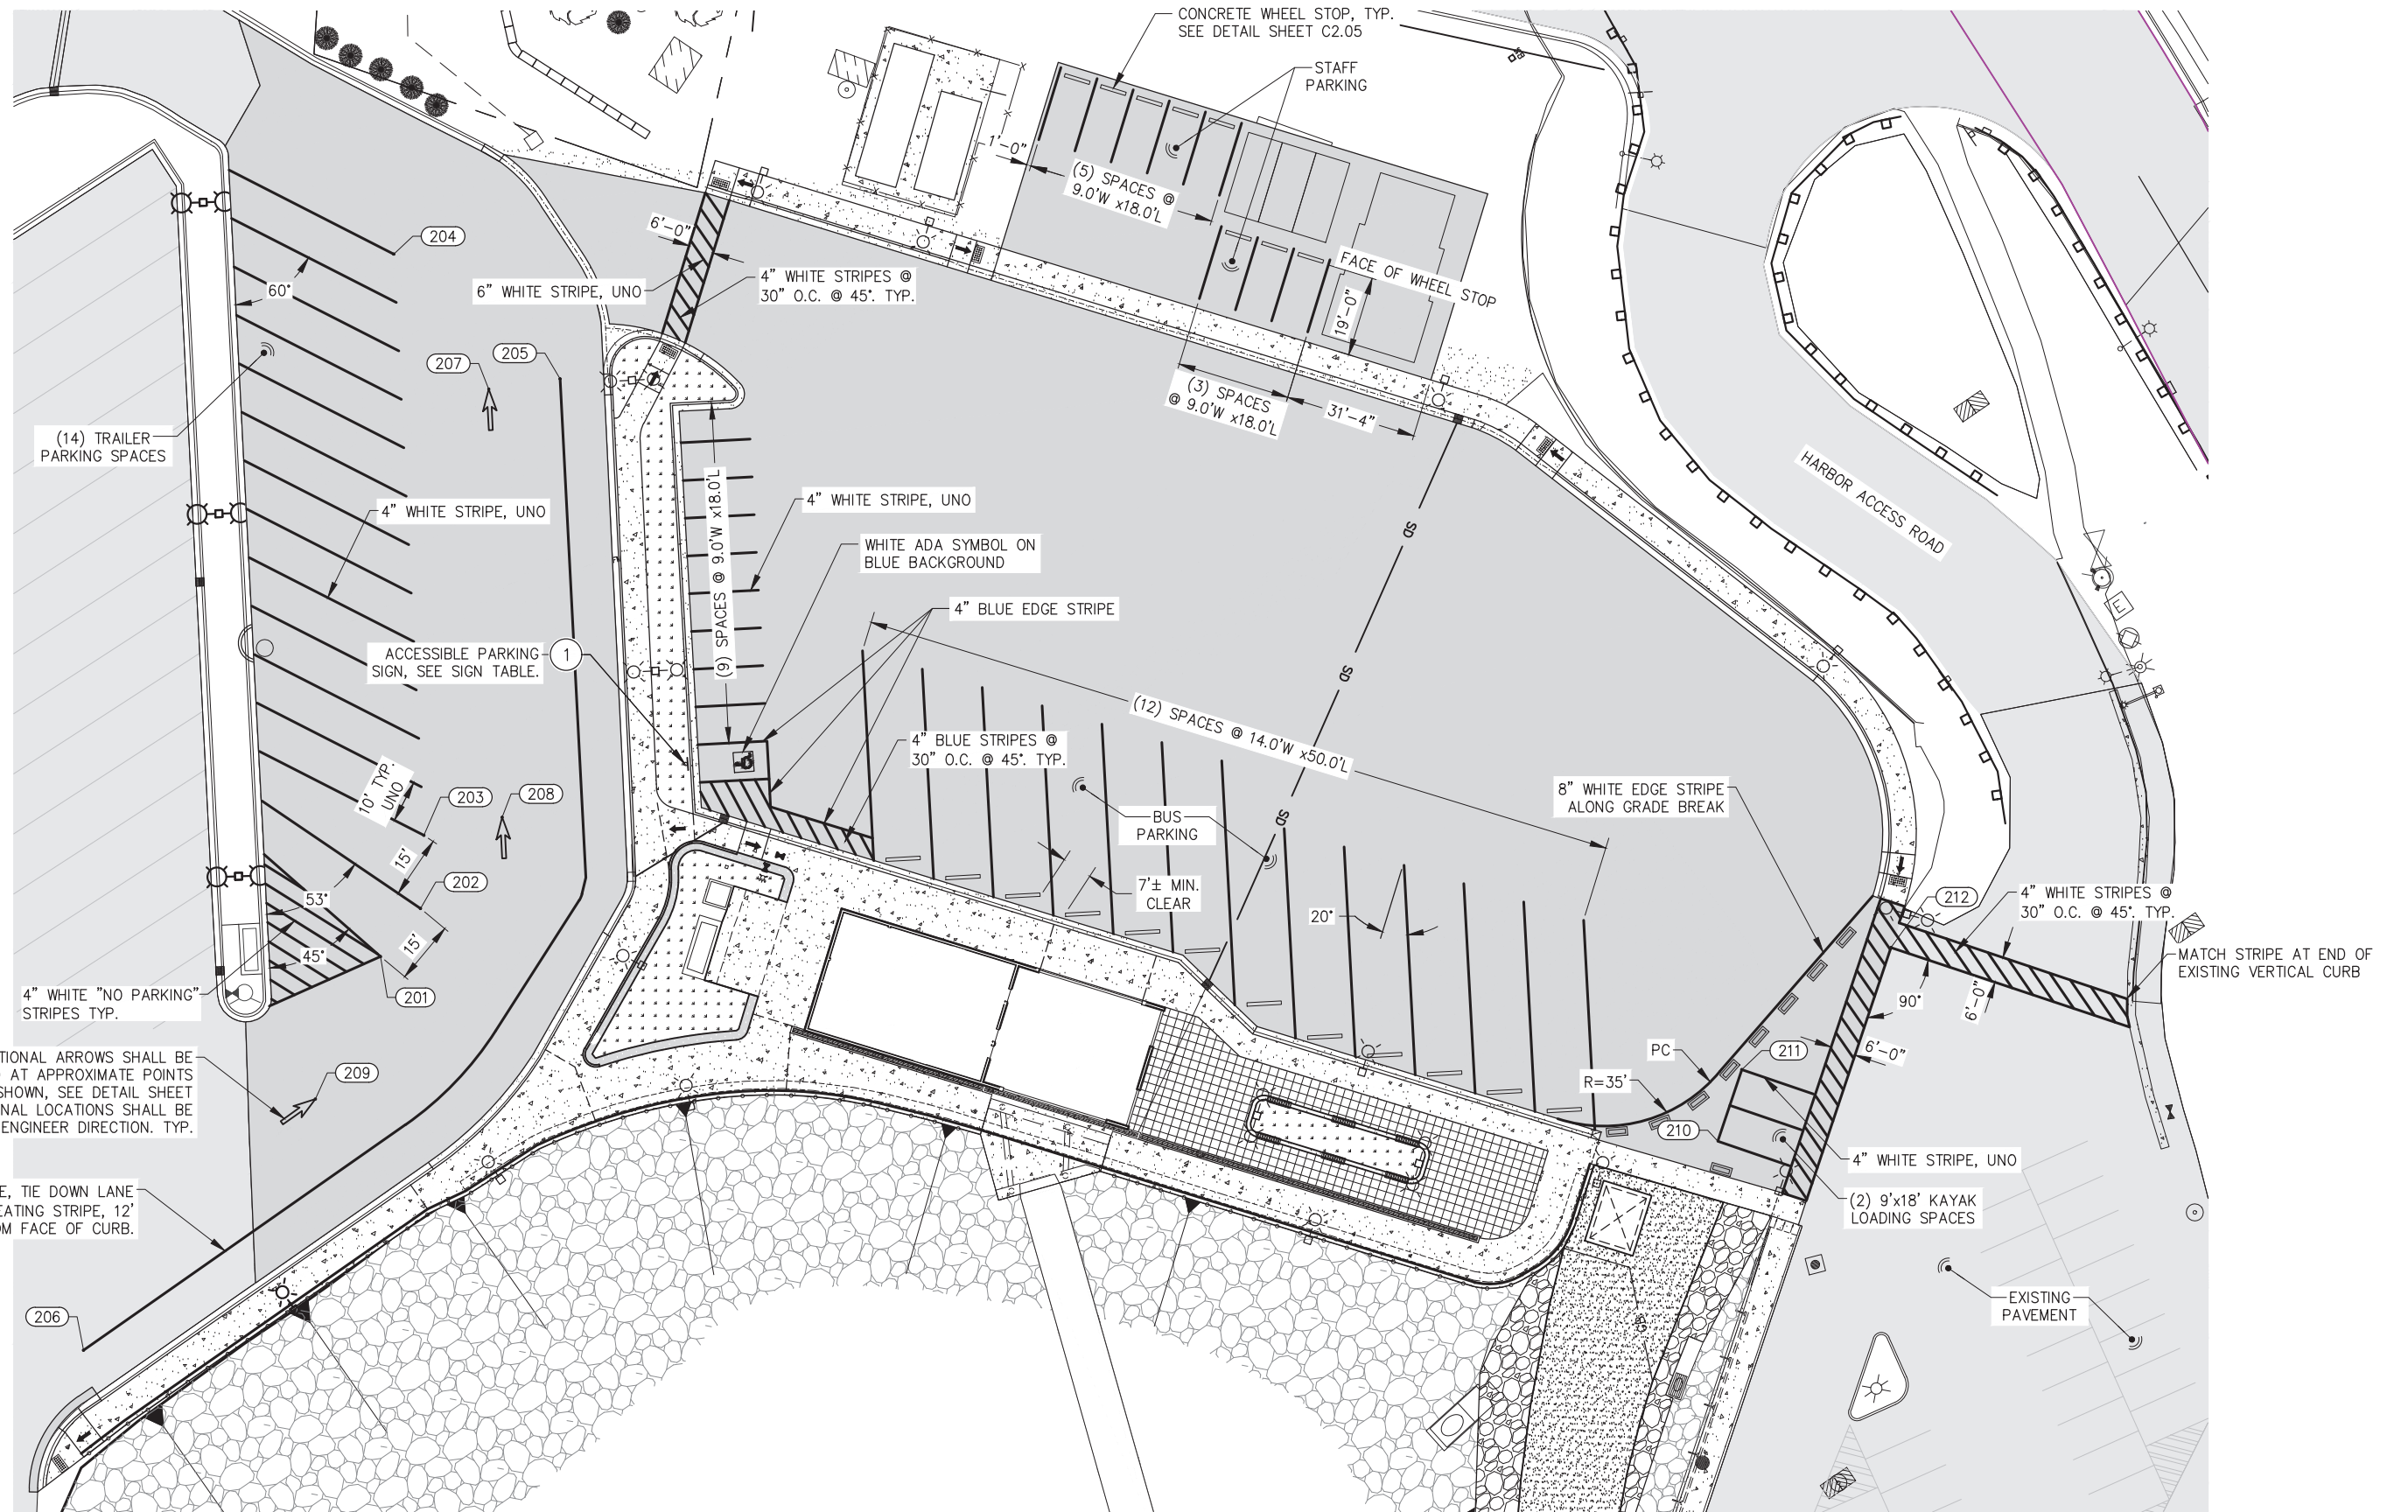 CONCRETE WHEEL STOP, TYP.
SEE DETAIL SHEET C2.05
STAFF
PARKING
1'-0"
(5) SPACES @
9.0'W x18.0'L
204
6'-0"
60°
6" WHITE STRIPE, UNO
4" WHITE STRIPES @
30" O.C. @ 45°. TYP.
FACE OF WHEEL STOP
19'-0"
207
205
(3) SPACES
@ 9.0'W x18.0'L
31'-4"
(14) TRAILER
PARKING SPACES
HARBOR ACCESS ROAD
4" WHITE STRIPE, UNO
(9) SPACES @ 9.0'W x18.0'L
4" WHITE STRIPE, UNO
SD
WHITE ADA SYMBOL ON
BLUE BACKGROUND
E
4" BLUE EDGE STRIPE
ACCESSIBLE PARKING
SIGN, SEE SIGN TABLE.
1
SD
(12) SPACES @ 14.0'W x50.0'L
4" BLUE STRIPES @
30" O.C. @ 45°. TYP.
10' TYP.
UNO
203
208
8" WHITE EDGE STRIPE
ALONG GRADE BREAK
BUS
PARKING
SD
15'
202
7'± MIN.
CLEAR
53°
20°
212
4" WHITE STRIPES @
30" O.C. @ 45°. TYP.
15'
45°
MATCH STRIPE AT END OF
EXISTING VERTICAL CURB
4" WHITE "NO PARKING"
STRIPES TYP.
201
90°
6'-0"
TIONAL ARROWS SHALL BE
AT APPROXIMATE POINTS
SHOWN, SEE DETAIL SHEET
NAL LOCATIONS SHALL BE
ENGINEER DIRECTION. TYP.
209
PC
211
6'-0"
R=35'
210
4" WHITE STRIPE, UNO
E, TIE DOWN LANE
EATING STRIPE, 12'
OM FACE OF CURB.
(2) 9'x18' KAYAK
LOADING SPACES
206
EXISTING
PAVEMENT
GB